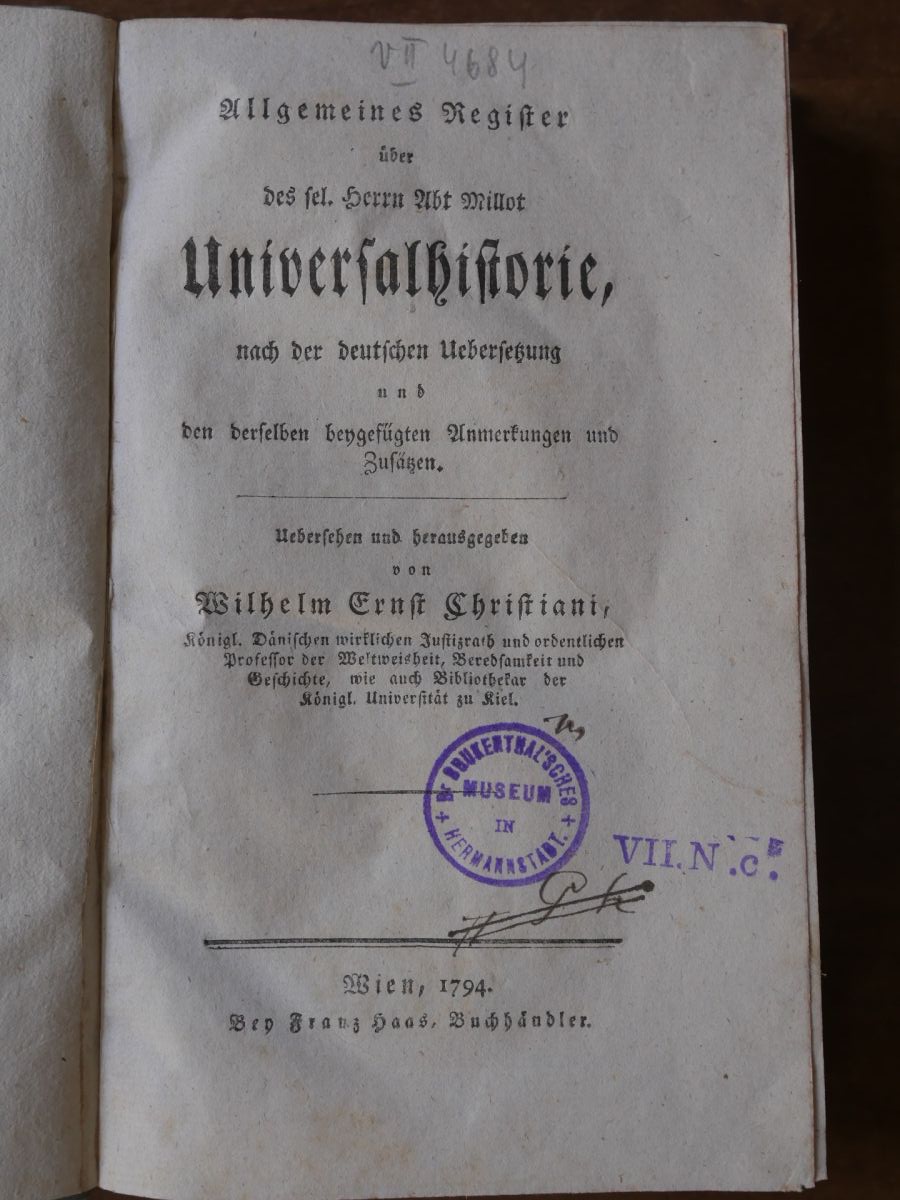 VII 4684
Allgemeines Register
über
des sel. Herrn Abt Millot
Universalhistorie,
nach der deutschen Uebersetzung
und
den derselben beygefügten Anmerkungen und
Zusätzen.
Uebersehen und herausgegeben
von
Wilhelm Ernst Christiani,
Königl. Dänischen wirklichen Justizrath und ordentlichen
Professor der Weltweisheit, Beredsamkeit und
Geschichte, wie auch Bibliothekar der
Königl. Universität zu Kiel.
Br BRUKENTHAL'SCHES
MUSEUM
IN
HERMANNSTADT.
VII. N .c.
Wien, 1794.
Bey Franz Haas, Buchhändler.